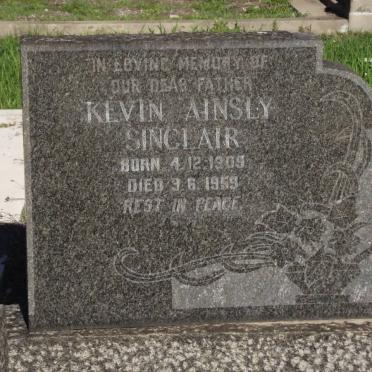 IN LOVING MEMORY OF
OUR DEAR FATHER
KEVIN AINSLY
SINCLAIR
BORN 4.12.1909
DIED 3.6.1969
REST IN PEACE